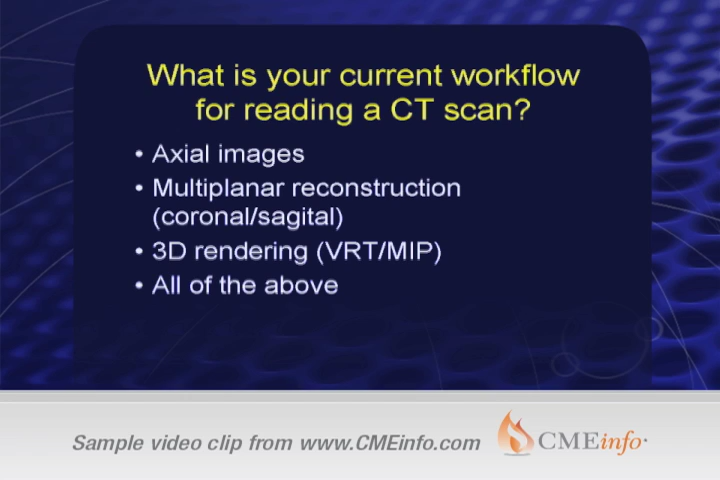 What is your current workflow
for reading a CT scan?
• Axial images
• Multiplanar reconstruction
(coronal/sagital)
• 3D rendering (VRT/MIP)
• All of the above
Sample video clip from www.CMEinfo.com
CMEinfo